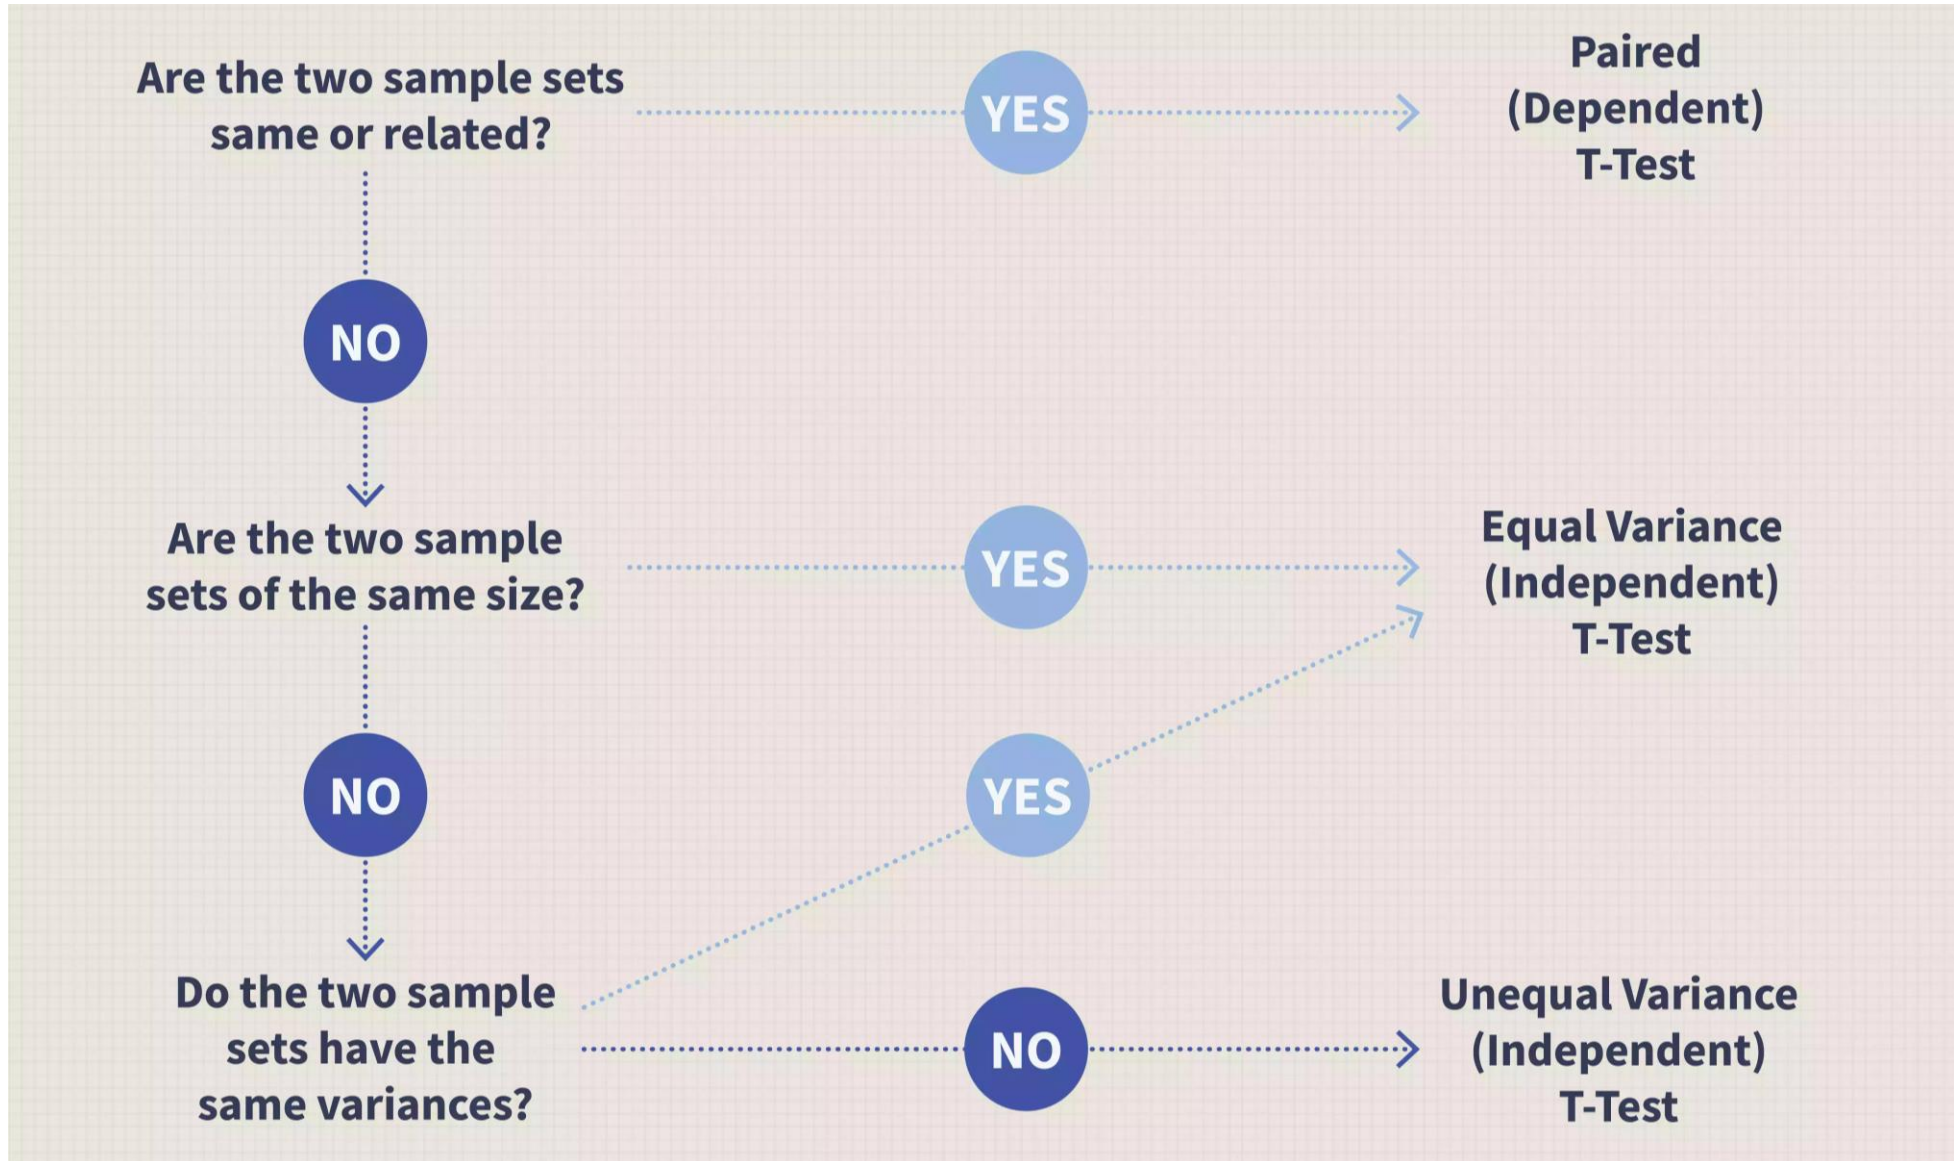 Are the two sample sets
same or related?
YES
Paired
(Dependent)
T-Test
NO
Are the two sample
sets of the same size?
YES
Equal Variance
(Independent)
T-Test
NO
YES
Do the two sample
sets have the
same variances?
NO
Unequal Variance
(Independent)
T-Test